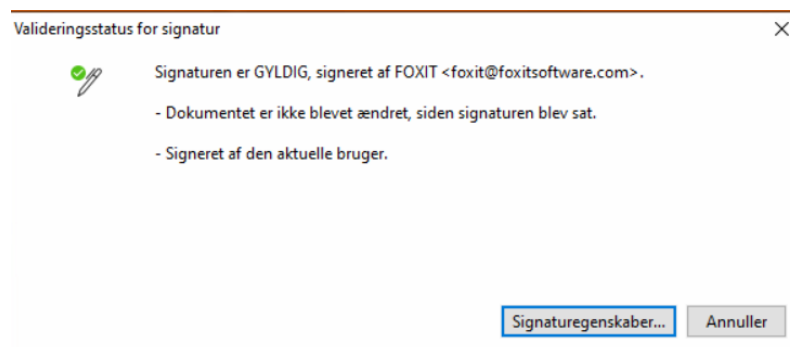 Valideringsstatus for signatur
Signaturen er GYLDIG, signeret af FOXIT <foxit@foxitsoftware.com>.
- Dokumentet er ikke blevet ændret, siden signaturen blev sat.
- Signeret af den aktuelle bruger.
Signaturegenskaber... Annuller